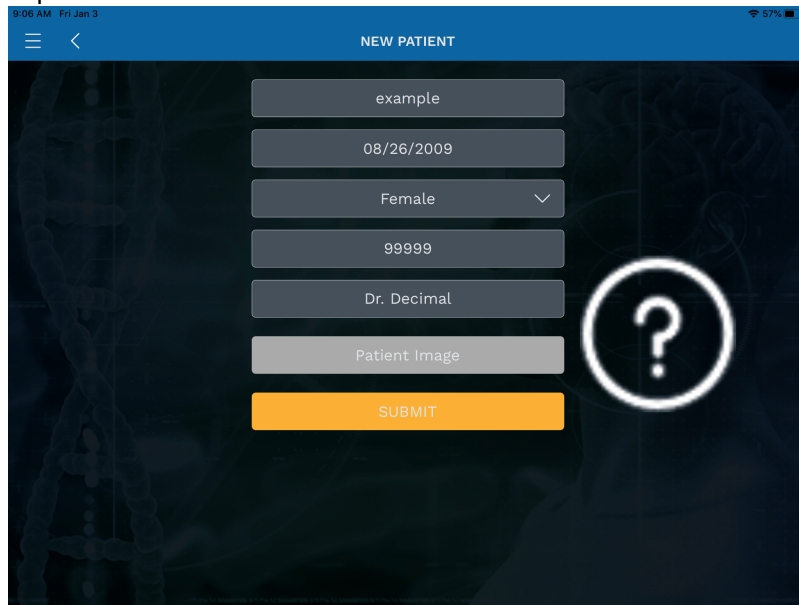 9:06 AM Fri Jan 3 57%
NEW PATIENT
example
08/26/2009
Female
99999
Dr. Decimal
Patient Image
SUBMIT
?